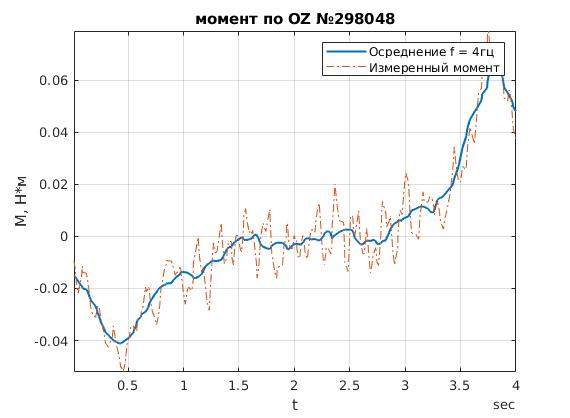 момент по OZ №298048
Осреднение f = 4гц
Измеренный момент
M, Н*м
0.06
0.04
0.02
0
-0.02
-0.04
0.5
1
1.5
2
2.5
3
3.5
4
t
sec